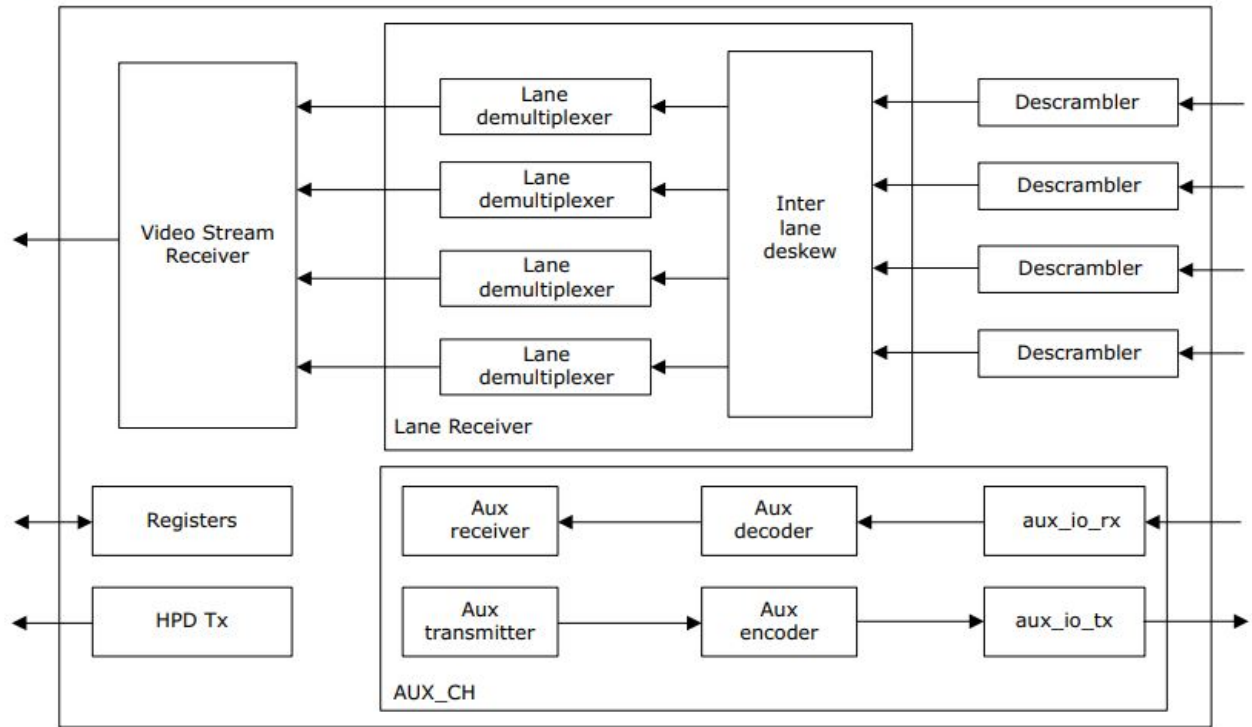 Lane
demultiplexer
Descrambler
Lane
demultiplexer
Descrambler
Video Stream
Receiver
Inter
lane
deskew
Lane
demultiplexer
Descrambler
Lane
demultiplexer
Descrambler
Lane Receiver
Registers
Aux
receiver
Aux
decoder
aux_io_rx
HPD Tx
Aux
transmitter
Aux
encoder
aux_io_tx
AUX_CH